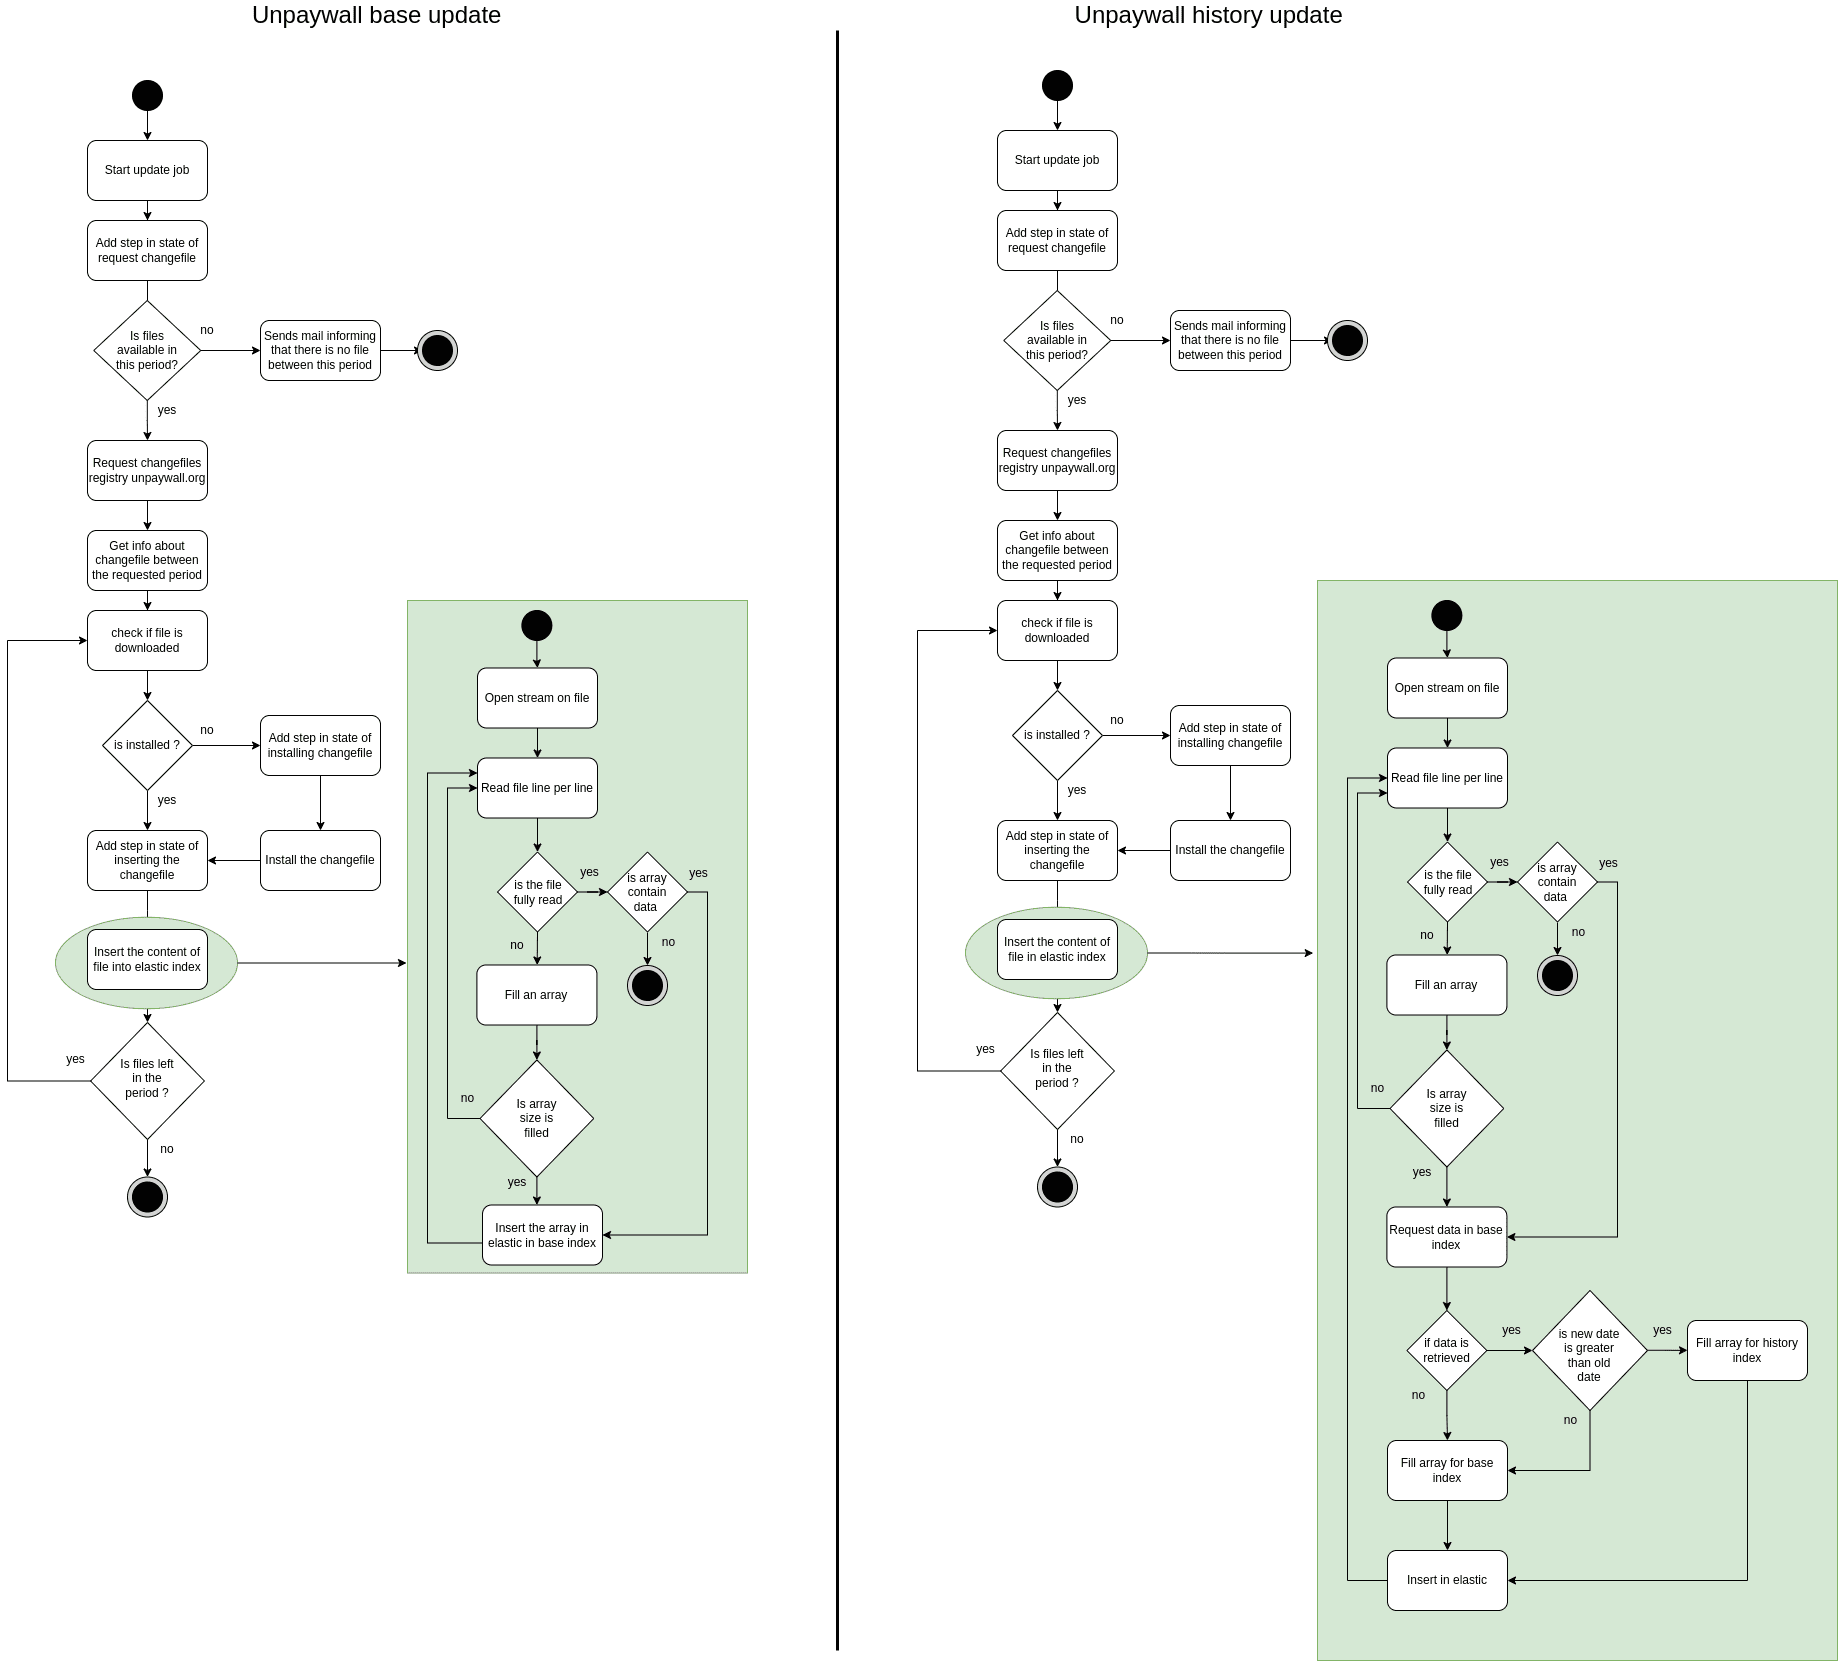 Unpaywall base update
Start update job
Add step in state of
request changefile
Is files
available in
this period?
no
Sends mail informing
that there is no file
between this period
yes
Request changefiles
registry unpaywall.org
Get info about
changefile between
the requested period
check if file is
downloaded
is installed ?
no
Add step in state of
installing changefile
yes
Add step in state of
inserting the
changefile
Install the changefile
Insert the content of
file into elastic index
yes
Is files left
in the
period ?
no
Open stream on file
Read file line per line
is the file
fully read
yes
is array
contain
data
yes
no
no
Fill an array
no
Is array
size is
filled
yes
Insert the array in
elastic in base index
Unpaywall history update
Start update job
Add step in state of
request changefile
Is files
available in
this period?
no
Sends mail informing
that there is no file
between this period
yes
Request changefiles
registry unpaywall.org
Get info about
changefile between
the requested period
check if file is
downloaded
is installed ?
no
Add step in state of
installing changefile
yes
Add step in state of
inserting the
changefile
Install the changefile
Insert the content of
file in elastic index
yes
Is files left
in the
period ?
no
Open stream on file
Read file line per line
is the file
fully read
yes
is array
contain
data
yes
no
no
Fill an array
no
Is array
size is
filled
yes
Request data in base
index
if data is
retrieved
yes
is new date
is greater
than old
date
yes
Fill array for history
index
no
no
Fill array for base
index
Insert in elastic